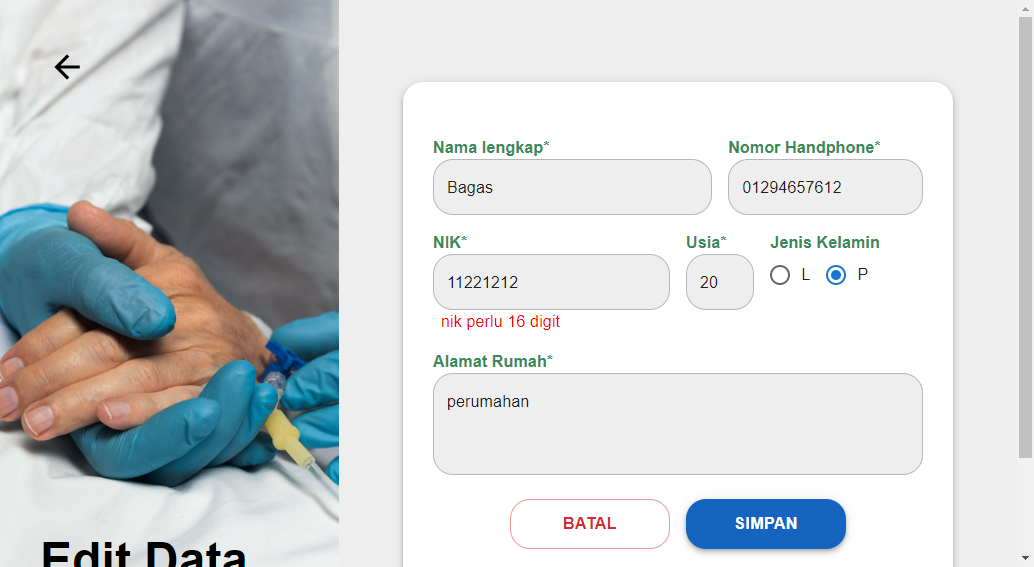 Nama lengkap*
Nomor Handphone*
Bagas
01294657612
NIK*
Usia*
Jenis Kelamin
11221212
20
L
P
nik perlu 16 digit
Alamat Rumah*
perumahan
BATAL
SIMPAN
Edit Data